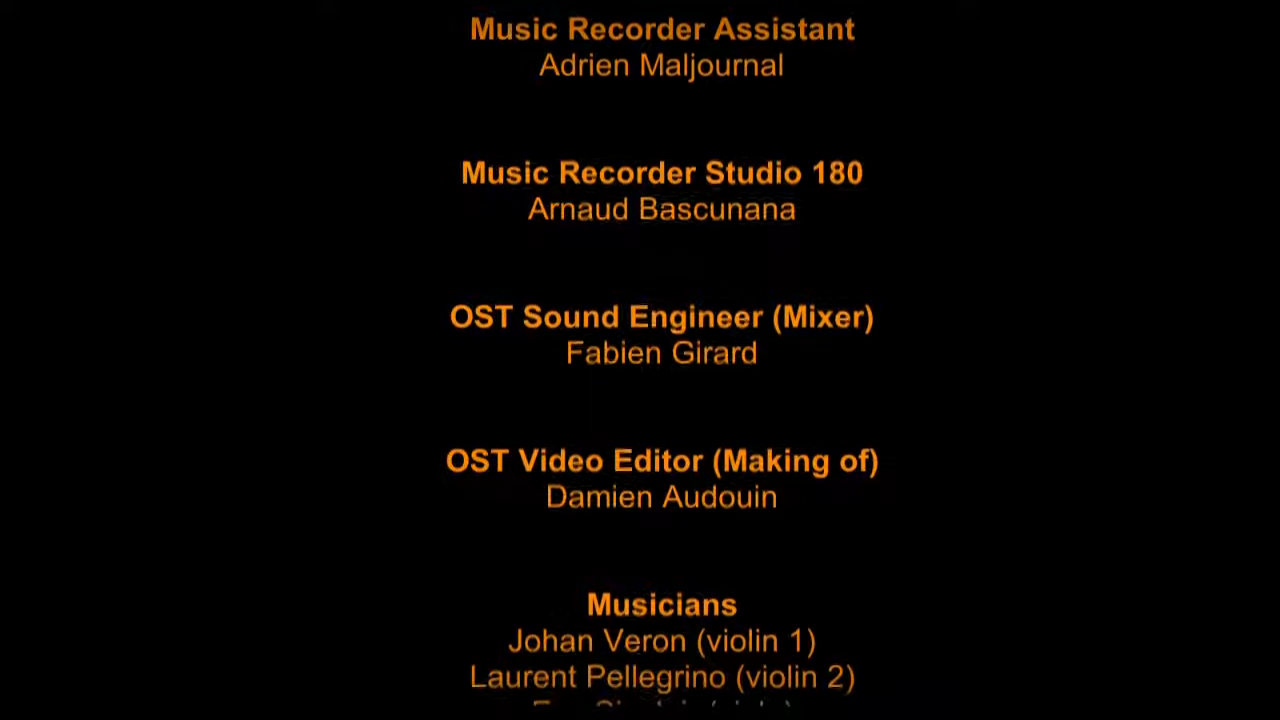 Music Recorder Assistant
Adrien Maljournal
Music Recorder Studio 180
Arnaud Bascunana
OST Sound Engineer (Mixer)
Fabien Girard
OST Video Editor (Making of)
Damien Audouin
Musicians
Johan Veron (violin 1)
Laurent Pellegrino (violin 2)